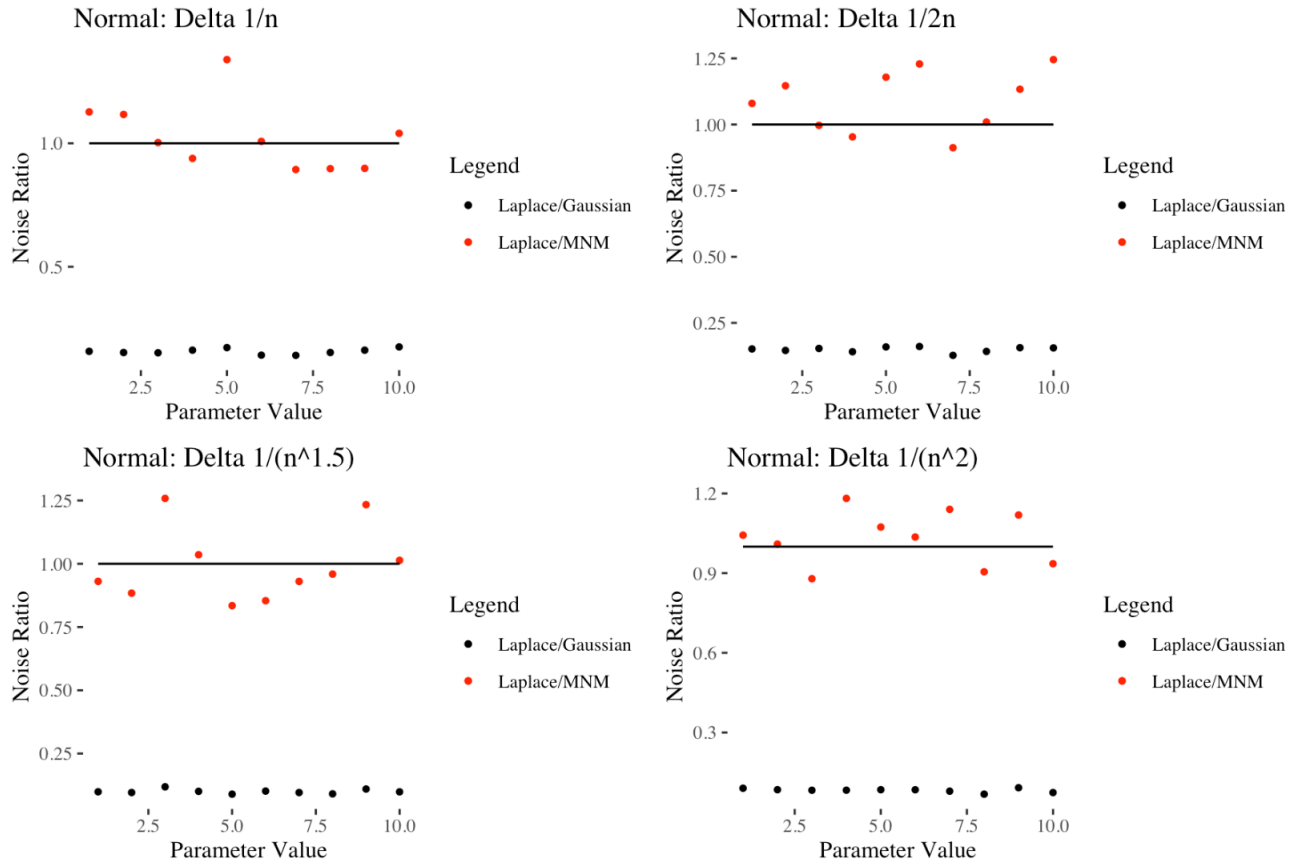 Normal: Delta 1/n
Noise Ratio
1.0
0.5
2.5 5.0 7.5 10.0
Parameter Value
Legend
Laplace/Gaussian
Laplace/MNM
Normal: Delta 1/2n
Noise Ratio
1.25
1.00
0.75
0.50
0.25
2.5 5.0 7.5 10.0
Parameter Value
Legend
Laplace/Gaussian
Laplace/MNM
Normal: Delta 1/(n^1.5)
Noise Ratio
1.25
1.00
0.75
0.50
0.25
2.5 5.0 7.5 10.0
Parameter Value
Legend
Laplace/Gaussian
Laplace/MNM
Normal: Delta 1/(n^2)
Noise Ratio
1.2
0.9
0.6
0.3
2.5 5.0 7.5 10.0
Parameter Value
Legend
Laplace/Gaussian
Laplace/MNM